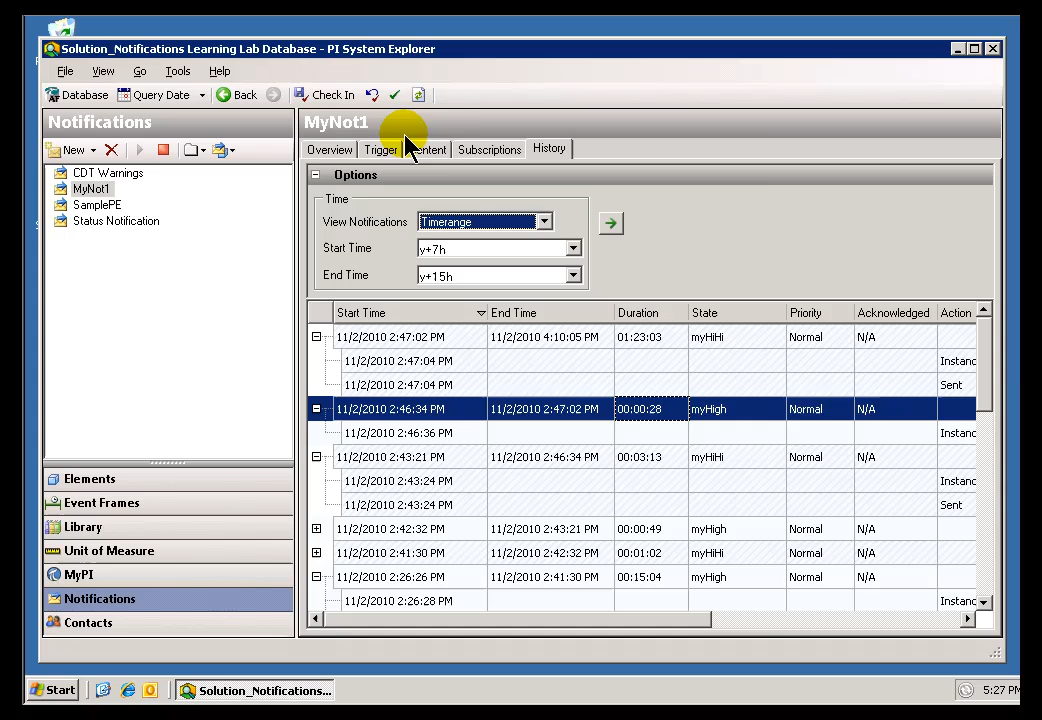 Solution_Notifications Learning Lab Database - PI System Explorer
File View Go Tools Help
Database Query Date Back Check In
Notifications
MyNot1
New
Overview Trigger Content Subscriptions History
CDT Warnings
MyNot1
SamplePE
Status Notification
Options
Time
View Notifications Timerange
Start Time y+7h
End Time y+15h
Start Time End Time Duration State Priority Acknowledged Action
11/2/2010 2:47:02 PM 11/2/2010 4:10:05 PM 01:23:03 myHiHi Normal N/A
11/2/2010 2:47:04 PM Instanc
11/2/2010 2:47:04 PM Sent
11/2/2010 2:46:34 PM 11/2/2010 2:47:02 PM 00:00:28 myHigh Normal N/A
11/2/2010 2:46:36 PM Instanc
11/2/2010 2:43:21 PM 11/2/2010 2:46:34 PM 00:03:13 myHiHi Normal N/A
11/2/2010 2:43:24 PM Instanc
11/2/2010 2:43:24 PM Sent
11/2/2010 2:42:32 PM 11/2/2010 2:43:21 PM 00:00:49 myHigh Normal N/A
11/2/2010 2:41:30 PM 11/2/2010 2:42:32 PM 00:01:02 myHiHi Normal N/A
11/2/2010 2:26:26 PM 11/2/2010 2:41:30 PM 00:15:04 myHigh Normal N/A
11/2/2010 2:26:28 PM Instanc
Elements
Event Frames
Library
Unit of Measure
MyPI
Notifications
Contacts
Start Solution_Notifications... 5:27 PM